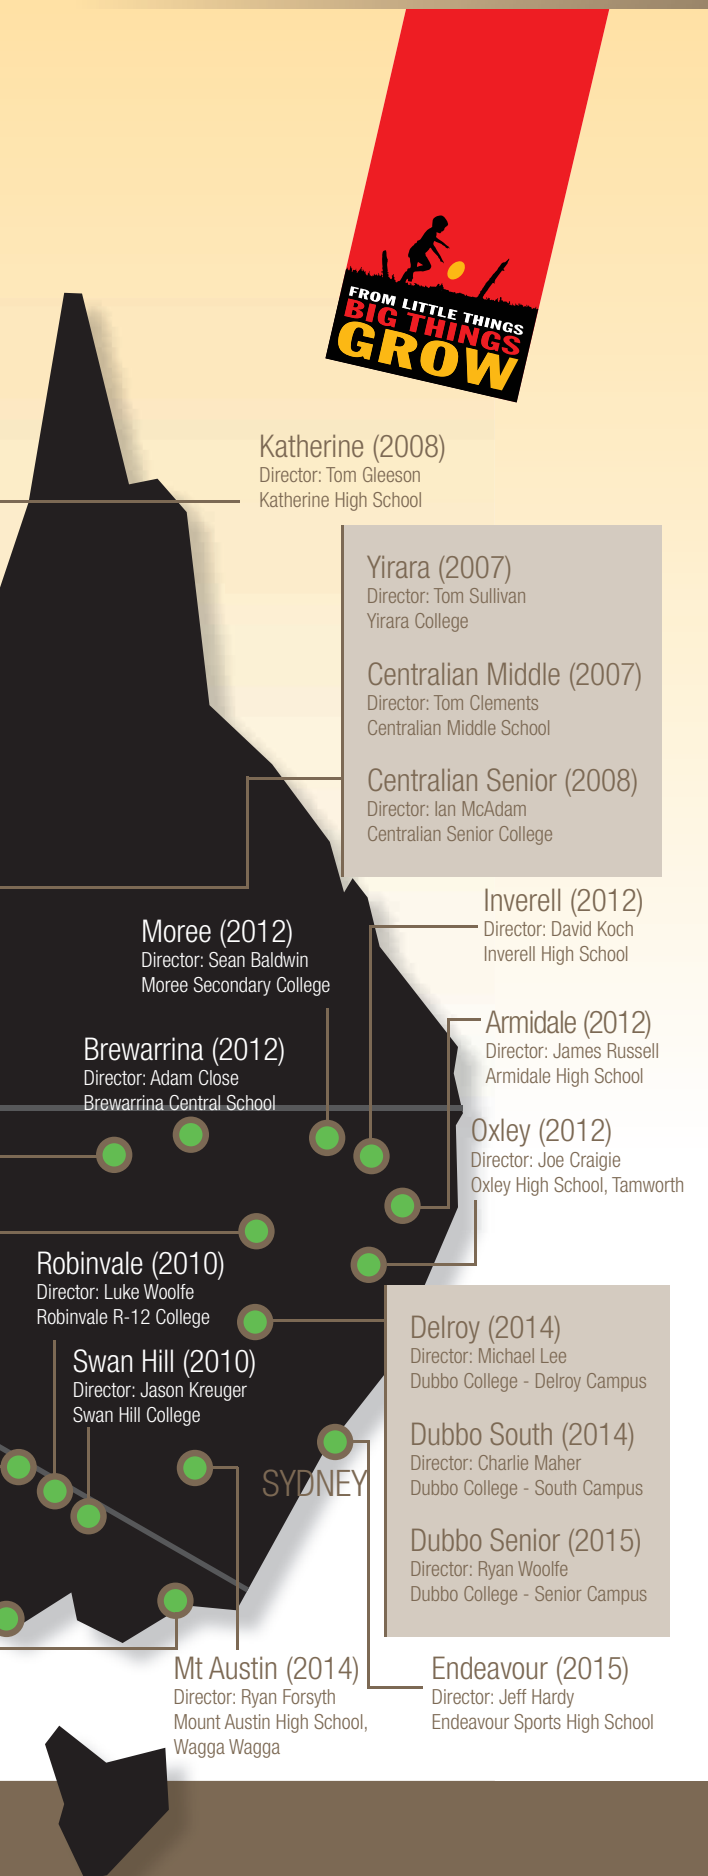 FROM LITTLE THINGS
BIG THINGS
GROW
Katherine (2008)
Director: Tom Gleeson
Katherine High School
Yirara (2007)
Director: Tom Sullivan
Yirara College
Centralian Middle (2007)
Director: Tom Clements
Centralian Middle School
Centralian Senior (2008)
Director: Ian McAdam
Centralian Senior College
Inverell (2012)
Director: David Koch
Inverell High School
Moree (2012)
Director: Sean Baldwin
Moree Secondary College
Armidale (2012)
Director: James Russell
Armidale High School
Brewarrina (2012)
Director: Adam Close
Brewarrina Central School
Oxley (2012)
Director: Joe Craigie
Oxley High School, Tamworth
Robinvale (2010)
Director: Luke Woolfe
Robinvale R-12 College
Swan Hill (2010)
Director: Jason Kreuger
Swan Hill College
Delroy (2014)
Director: Michael Lee
Dubbo College - Delroy Campus
Dubbo South (2014)
Director: Charlie Maher
Dubbo College - South Campus
Dubbo Senior (2015)
Director: Ryan Woolfe
Dubbo College - Senior Campus
SYDNEY
Mt Austin (2014)
Director: Ryan Forsyth
Mount Austin High School,
Wagga Wagga
Endeavour (2015)
Director: Jeff Hardy
Endeavour Sports High School